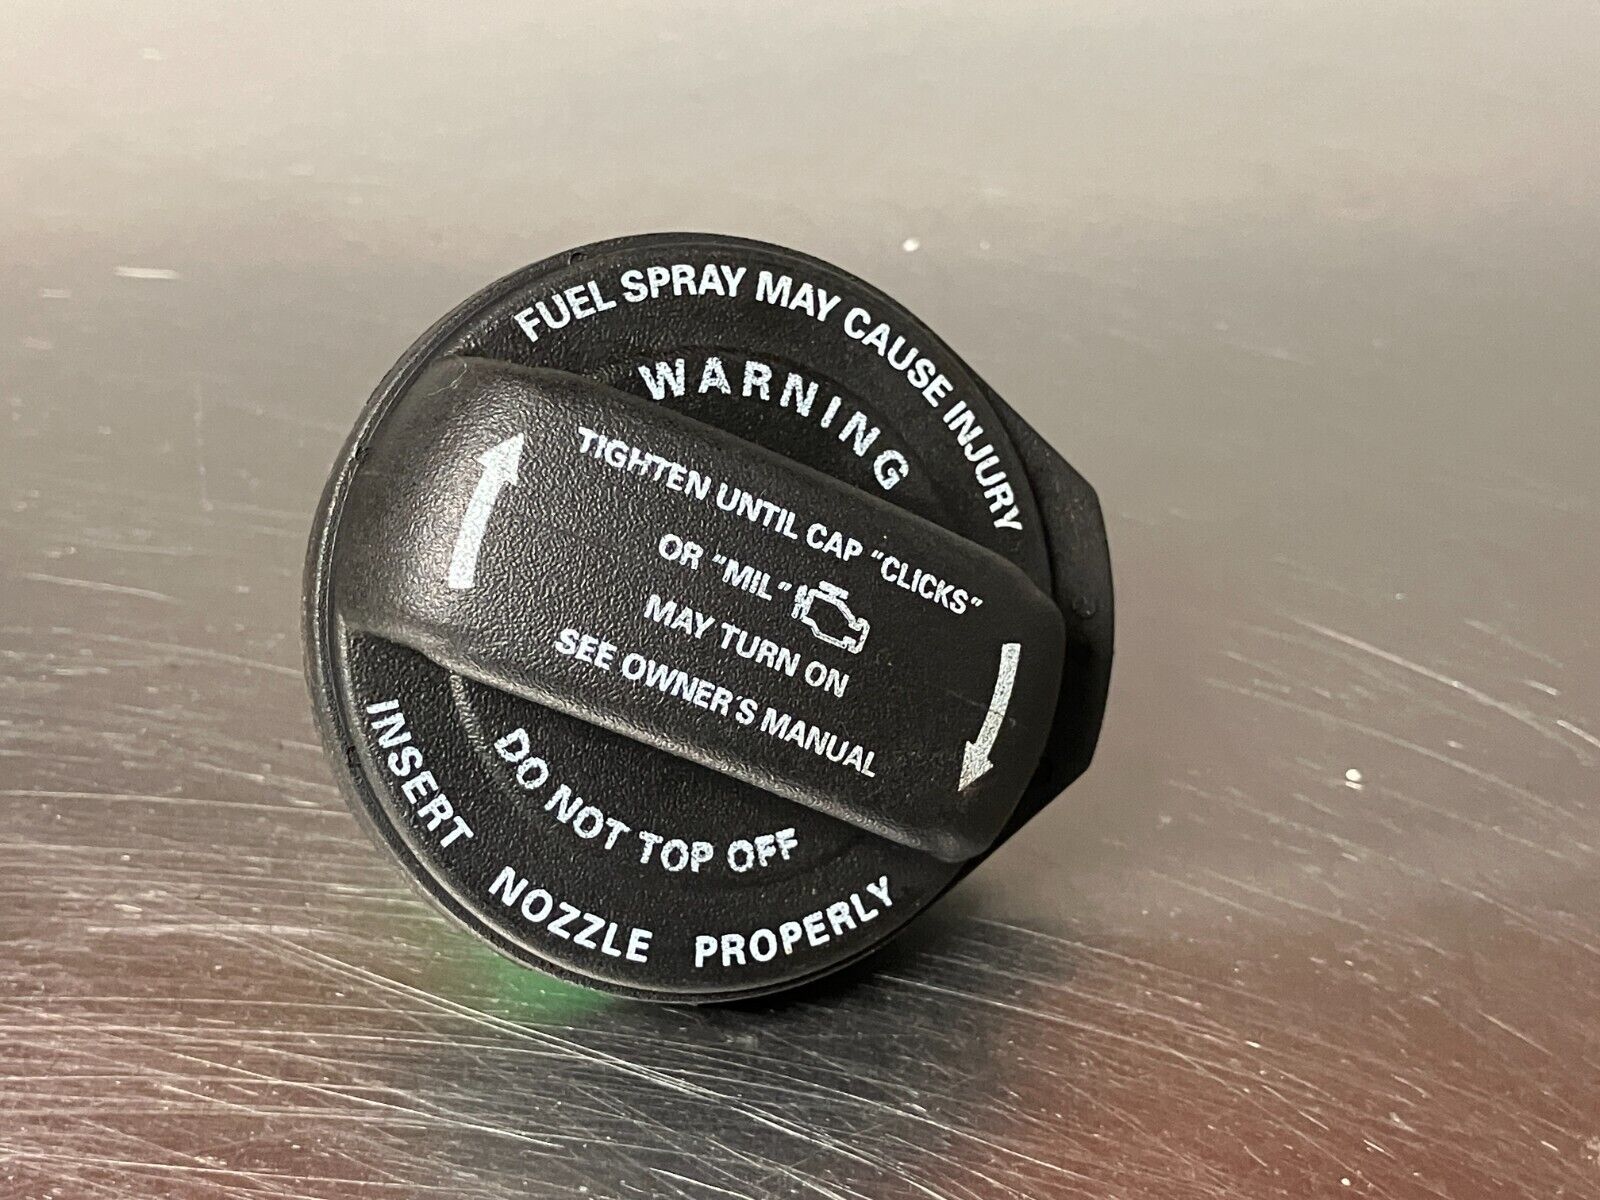 FUEL SPRAY MAY CAUSE INJURY
WARNING
TIGHTEN UNTIL CAP "CLICKS"
OR "MIL"
MAY TURN ON
SEE OWNER'S MANUAL
DO NOT TOP OFF
INSERT NOZZLE PROPERLY